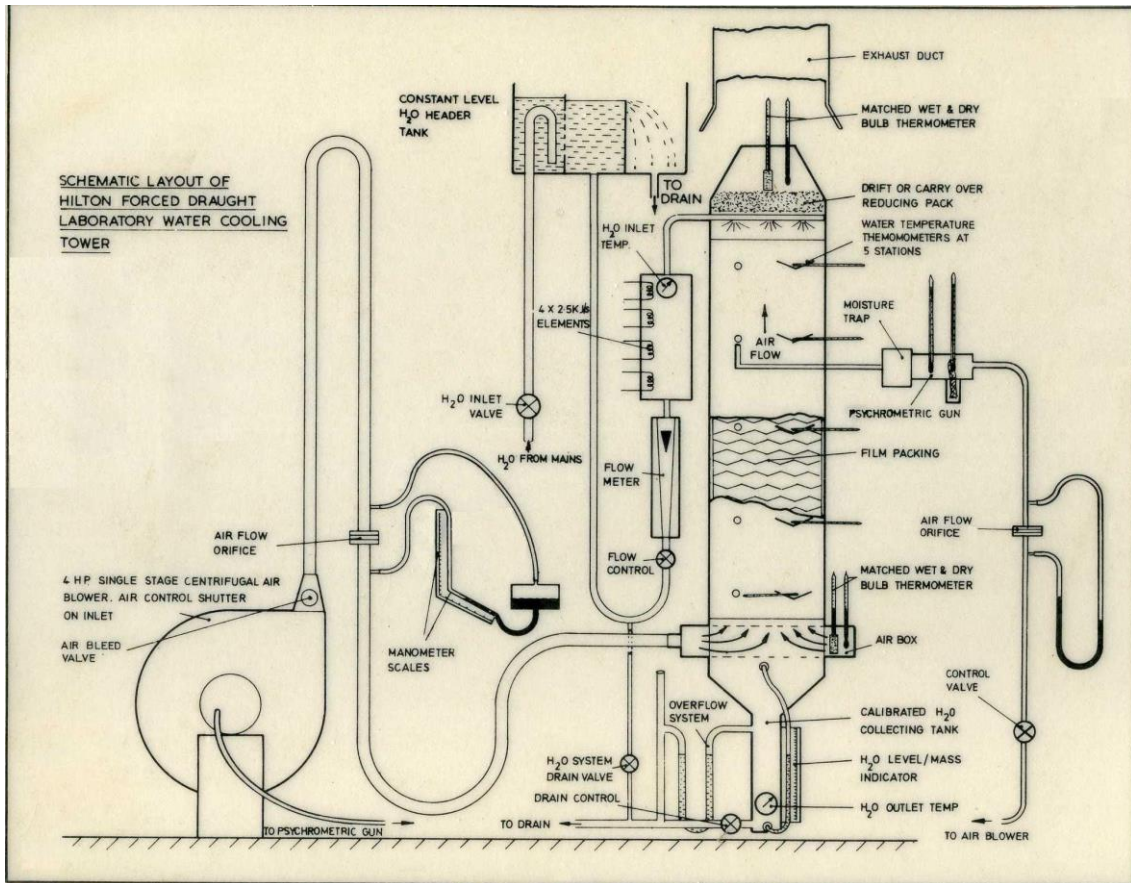 SCHEMATIC LAYOUT OF
HILTON FORCED DRAUGHT
LABORATORY WATER COOLING
TOWER
CONSTANT LEVEL
H₂O HEADER
TANK
TO
DRAIN
EXHAUST DUCT
MATCHED WET & DRY
BULB THERMOMETER
DRIFT OR CARRY OVER
REDUCING PACK
WATER TEMPERATURE
THEMOMOMETERS AT
5 STATIONS
H₂O INLET
TEMP.
4 X 2·5K.
ELEMENTS
AIR
FLOW
MOISTURE
TRAP
PSYCHROMETRIC GUN
H₂O INLET
VALVE
H₂O FROM MAINS
FLOW
METER
FILM PACKING
AIR FLOW
ORIFICE
FLOW
CONTROL
AIR FLOW
ORIFICE
4 H.P. SINGLE STAGE CENTRIFUGAL AIR
BLOWER. AIR CONTROL SHUTTER
ON INLET
AIR BLEED
VALVE
MANOMETER
SCALES
MATCHED WET & DRY
BULB THERMOMETER
AIR BOX
CONTROL
VALVE
OVERFLOW
SYSTEM
CALIBRATED H₂O
COLLECTING TANK
H₂O SYSTEM
DRAIN VALVE
H₂O LEVEL/MASS
INDICATOR
DRAIN CONTROL
H₂O OUTLET TEMP
TO PSYCHROMETRIC GUN
TO DRAIN
TO AIR BLOWER